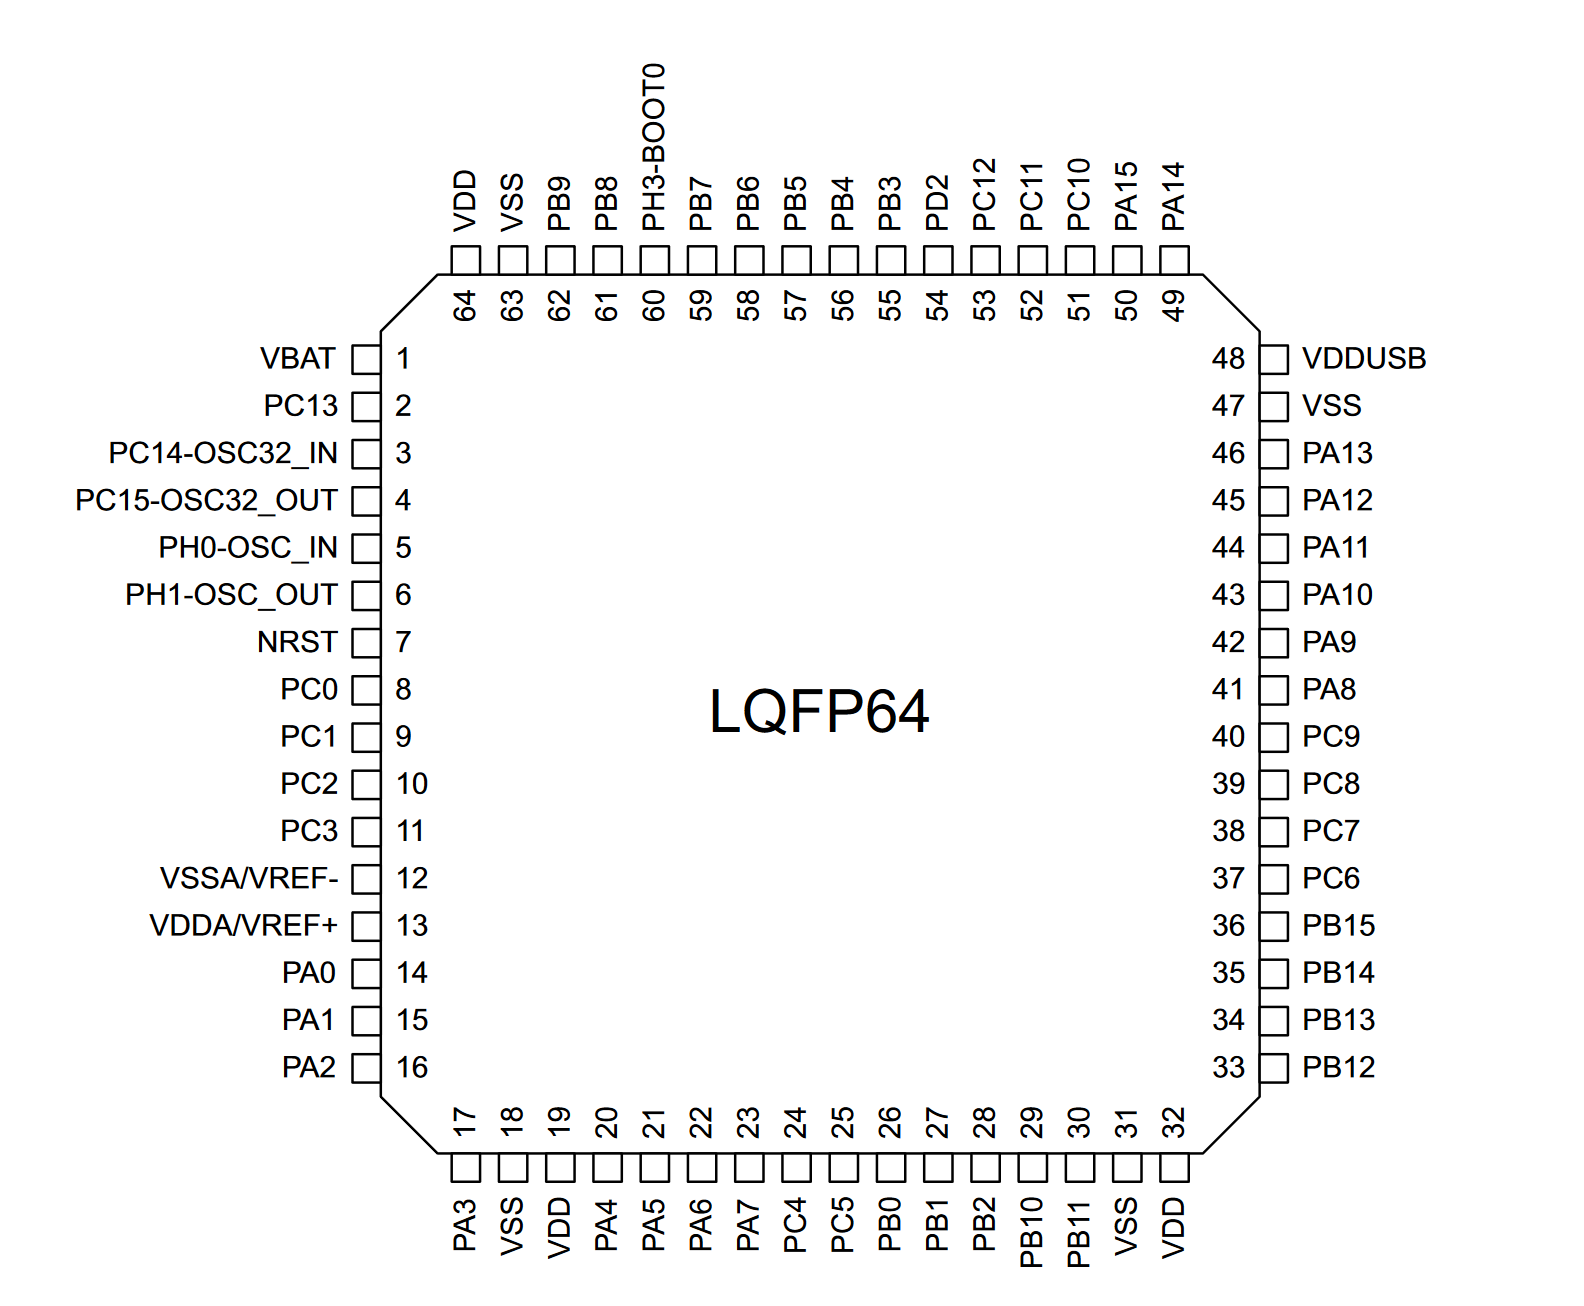 VDD VSS PB9 PB8 PH3-BOOT0 PB7 PB6 PB5 PB4 PB3 PD2 PC12 PC11 PC10 PA15 PA14
64 63 62 61 60 59 58 57 56 55 54 53 52 51 50 49
VBAT 1 48 VDDUSB
PC13 2 47 VSS
PC14-OSC32_IN 3 46 PA13
PC15-OSC32_OUT 4 45 PA12
PH0-OSC_IN 5 44 PA11
PH1-OSC_OUT 6 43 PA10
NRST 7 42 PA9
PC0 8 41 PA8
LQFP64
PC1 9 40 PC9
PC2 10 39 PC8
PC3 11 38 PC7
VSSA/VREF- 12 37 PC6
VDDA/VREF+ 13 36 PB15
PA0 14 35 PB14
PA1 15 34 PB13
PA2 16 33 PB12
17 18 19 20 21 22 23 24 25 26 27 28 29 30 31 32
PA3 VSS VDD PA4 PA5 PA6 PA7 PC4 PC5 PB0 PB1 PB2 PB10 PB11 VSS VDD